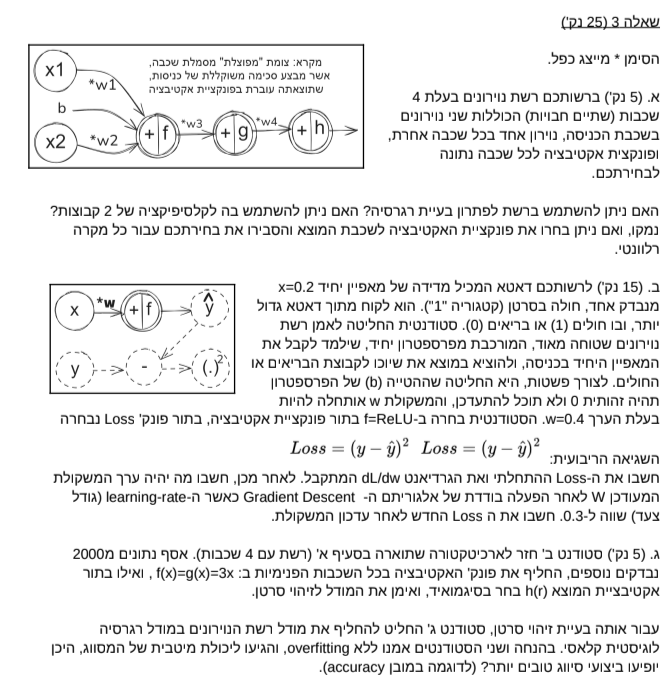 שאלה 3 (25 נק')
הסימן * מייצג כפל.
מקרא: צומת "מפוצלת" מסמלת שכבה,
אשר מבצע סכימה משוקללת של כניסות,
שתוצאתה עוברת בפונקציית אקטיבציה
x1
*w1
b
x2
*w2
+ f
*w3
+ g
*w4
+ h
א. (5 נק') ברשותכם רשת נוירונים בעלת 4
שכבות (שתיים חבויות) הכוללות שני נוירונים
בשכבת הכניסה, נוירון אחד בכל שכבה אחרת,
ופונקצית אקטיבציה לכל שכבה נתונה
לבחירתכם.
האם ניתן להשתמש ברשת לפתרון בעיית רגרסיה? האם ניתן להשתמש בה לקלסיפיקציה של 2 קבוצות?
נמקו, ואם ניתן בחרו את פונקציית האקטיבציה לשכבת המוצא והסבירו את בחירתכם עבור כל מקרה
רלוונטי.
ב. (15 נק') לרשותכם דאטא המכיל מדידה של מאפיין יחיד x=0.2
מנבדק אחד, חולה בסרטן (קטגוריה "1"). הוא לקוח מתוך דאטא גדול
יותר, ובו חולים (1) או בריאים (0). סטודנטית החליטה לאמן רשת
נוירונים שטוחה מאוד, המורכבת מפרספטרון יחיד, שילמד לקבל את
המאפיין היחיד בכניסה, ולהוציא במוצא את שיוכו לקבוצת הבריאים או
החולים. לצורך פשטות, היא החליטה שההטייה (b) של הפרספטרון
תהיה זהותית 0 ולא תוכל להתעדכן, והמשקולת w אותחלה להיות
בעלת הערך w=0.4. הסטודנטית בחרה ב-f=ReLU בתור פונקציית אקטיבציה, בתור פונק' Loss נבחרה
x
*w
+ f
ŷ
y
-
(.)²
השגיאה הריבועית: Loss = (y − ŷ)² Loss = (y − ŷ)²
חשבו את ה-Loss ההתחלתי ואת הגרדיאנט dL/dw המתקבל. לאחר מכן, חשבו מה יהיה ערך המשקולת
המעודכן W לאחר הפעלה בודדת של אלגוריתם ה- Gradient Descent כאשר ה-learning-rate (גודל
צעד) שווה ל-0.3. חשבו את ה Loss החדש לאחר עדכון המשקולת.
ג. (5 נק') סטודנט ב' חזר לארכיטקטורה שתוארה בסעיף א' (רשת עם 4 שכבות). אסף נתונים מ2000
נבדקים נוספים, החליף את פונק' האקטיבציה בכל השכבות הפנימיות ב: f(x)=g(x)=3x , ואילו בתור
אקטיבציית המוצא h(r) בחר בסיגמואיד, ואימן את המודל לזיהוי סרטן.
עבור אותה בעיית זיהוי סרטן, סטודנט ג' החליט להחליף את מודל רשת הנוירונים במודל רגרסיה
לוגיסטית קלאסי. בהנחה ושני הסטודנטים אמנו ללא overfitting, והגיעו ליכולת מיטבית של המסווג, היכן
יופיעו ביצועי סיווג טובים יותר? (לדוגמה במובן accuracy).